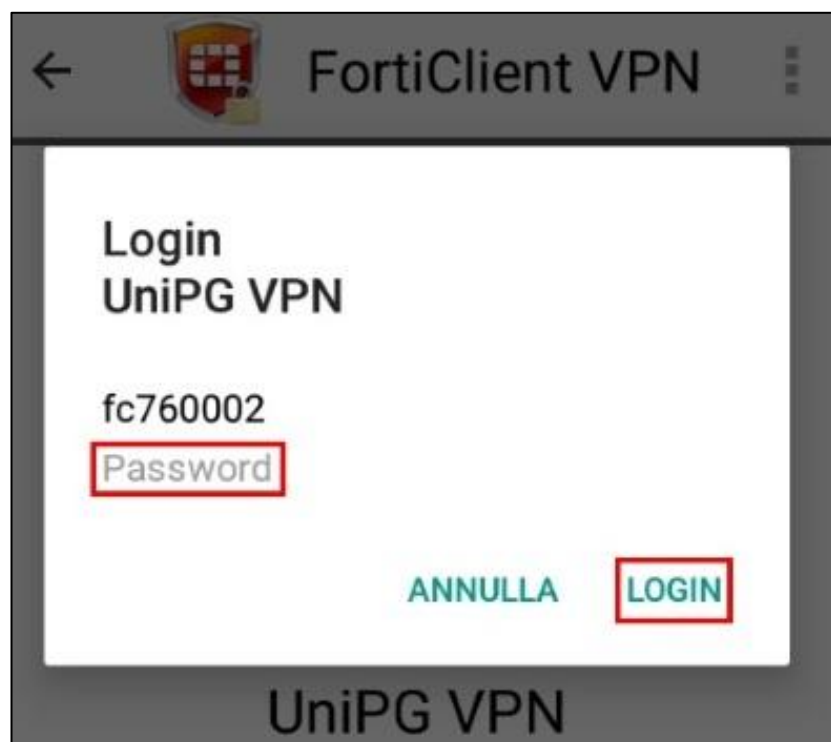 FortiClient VPN
Login
UniPG VPN
fc760002
Password
ANNULLA LOGIN
UniPG VPN